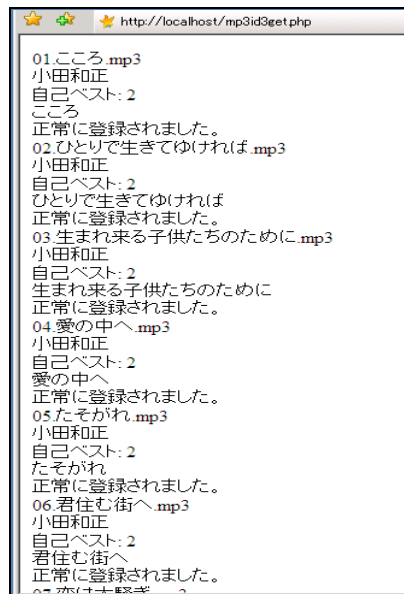 http://localhost/mp3id3get.php
01.こころ.mp3
小田和正
自己ベスト: 2
こころ
正常に登録されました。
02.ひとりで生きてゆければ.mp3
小田和正
自己ベスト: 2
ひとりで生きてゆければ
正常に登録されました。
03.生まれ来る子供たちのために.mp3
小田和正
自己ベスト: 2
生まれ来る子供たちのために
正常に登録されました。
04.愛の中へ.mp3
小田和正
自己ベスト: 2
愛の中へ
正常に登録されました。
05.たそがれ.mp3
小田和正
自己ベスト: 2
たそがれ
正常に登録されました。
06.君住む街へ.mp3
小田和正
自己ベスト: 2
君住む街へ
正常に登録されました。